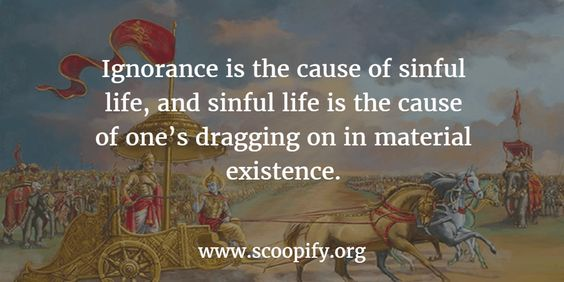 Ignorance is the cause of sinful
life, and sinful life is the cause
of one’s dragging on in material
existence.
www.scoopify.org